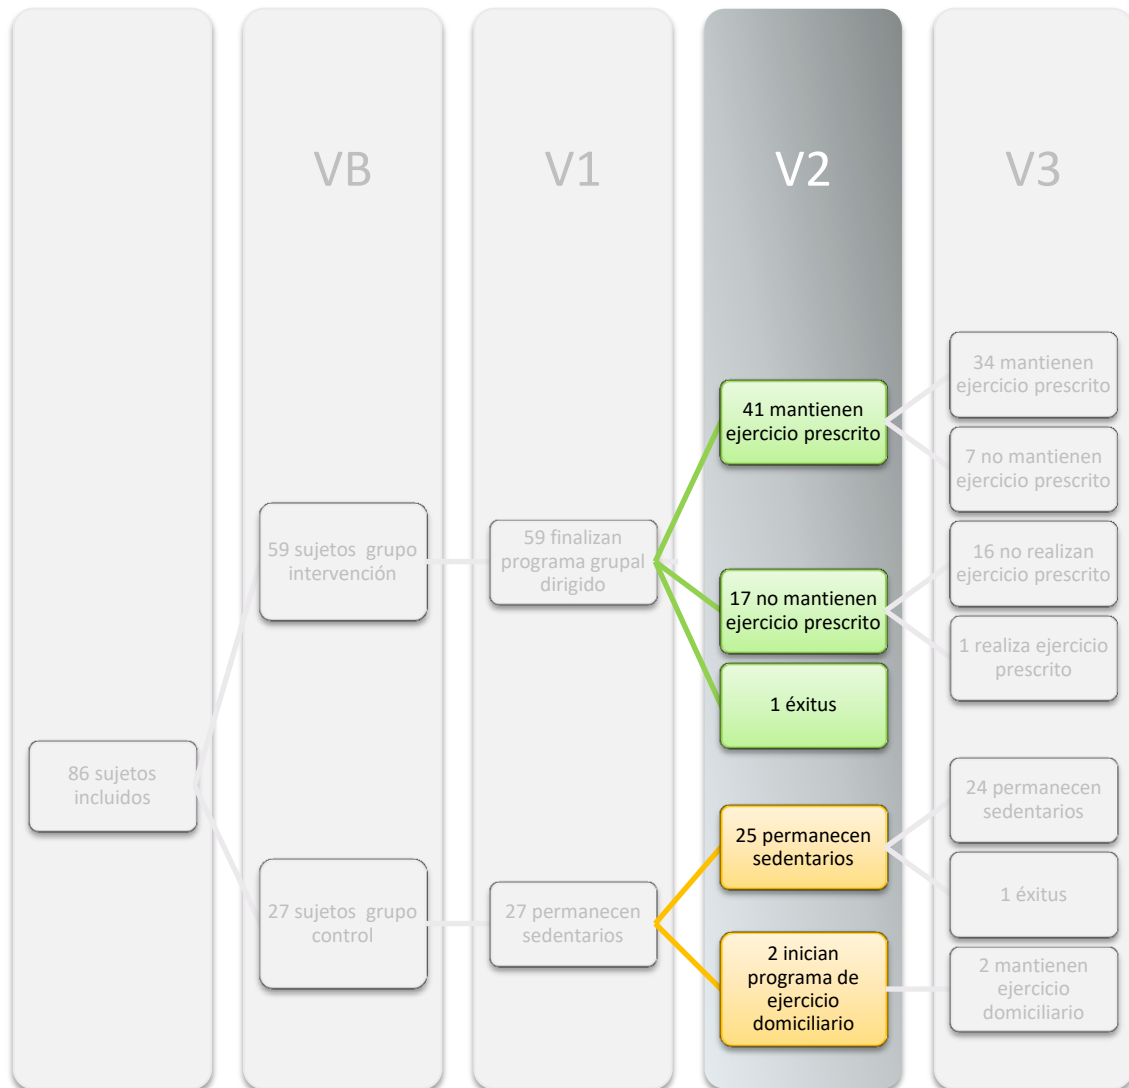 VB
V1
V2
V3
86 sujetos
incluidos
59 sujetos grupo
intervención
27 sujetos grupo
control
59 finalizan
programa grupal
dirigido
27 permanecen
sedentarios
41 mantienen
ejercicio prescrito
17 no mantienen
ejercicio prescrito
1 éxitus
25 permanecen
sedentarios
2 inician
programa de
ejercicio
domiciliario
34 mantienen
ejercicio prescrito
7 no mantienen
ejercicio prescrito
16 no realizan
ejercicio prescrito
1 realiza ejercicio
prescrito
24 permanecen
sedentarios
1 éxitus
2 mantienen
ejercicio
domiciliario